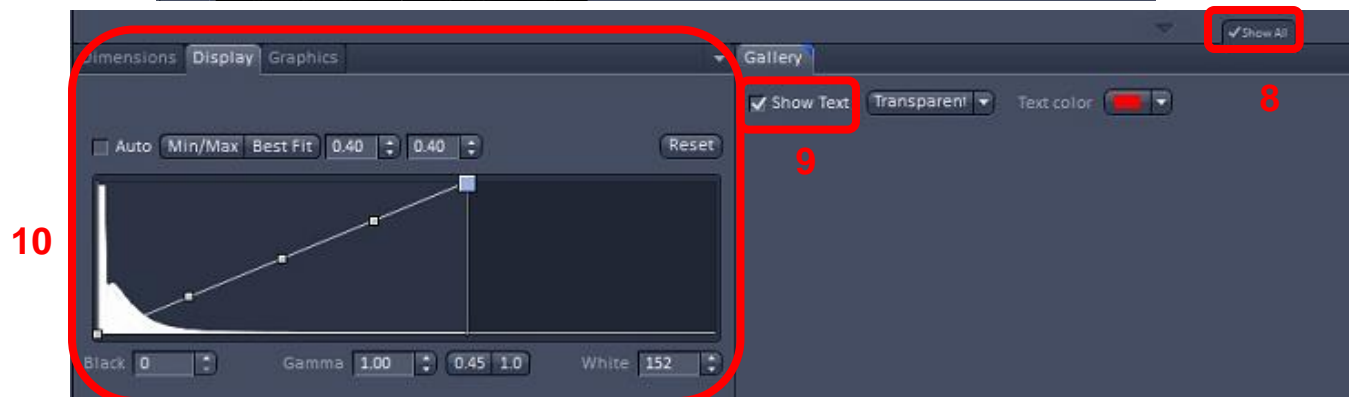 Show All
8
Dimensions Display Graphics
Gallery
Show Text Transparent Text color
9
Auto Min/Max Best Fit 0.40 0.40 Reset
10
Black 0 Gamma 1.00 0.45 1.0 White 152